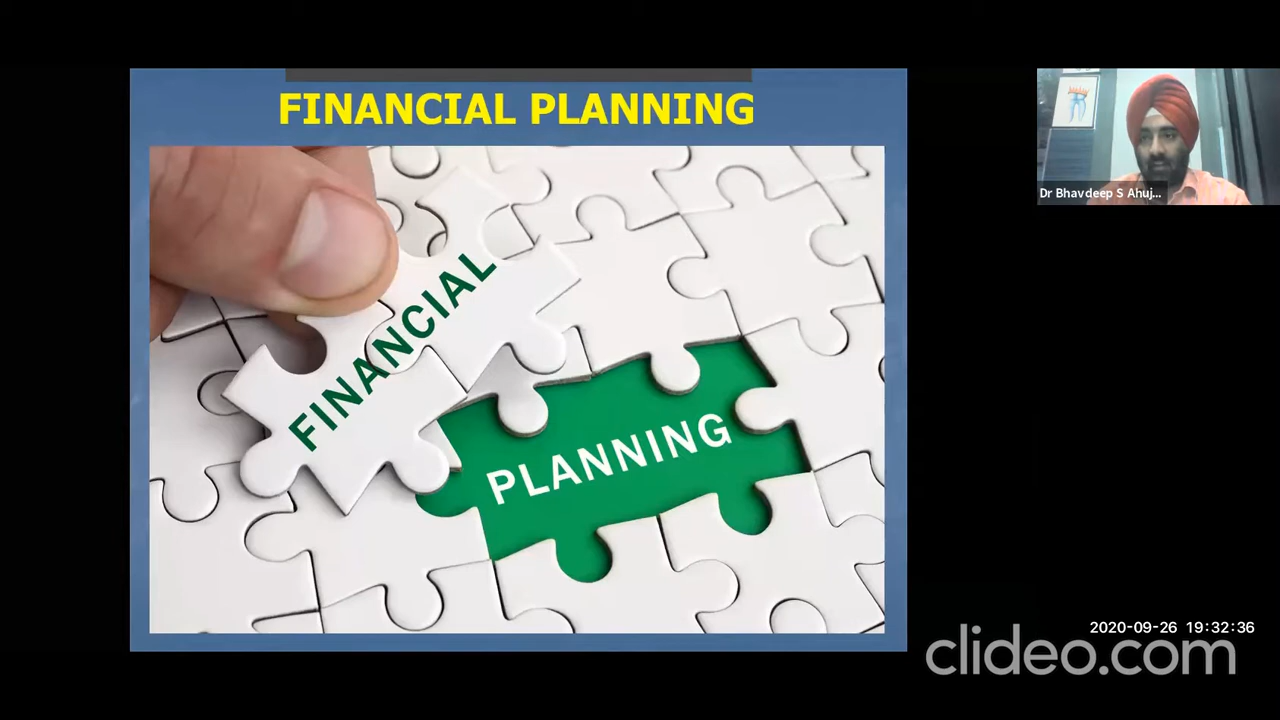 FINANCIAL PLANNING
FINANCIAL
PLANNING
Dr Bhavdeep S Ahuj...
2020-09-26 19:32:36
clideo.com